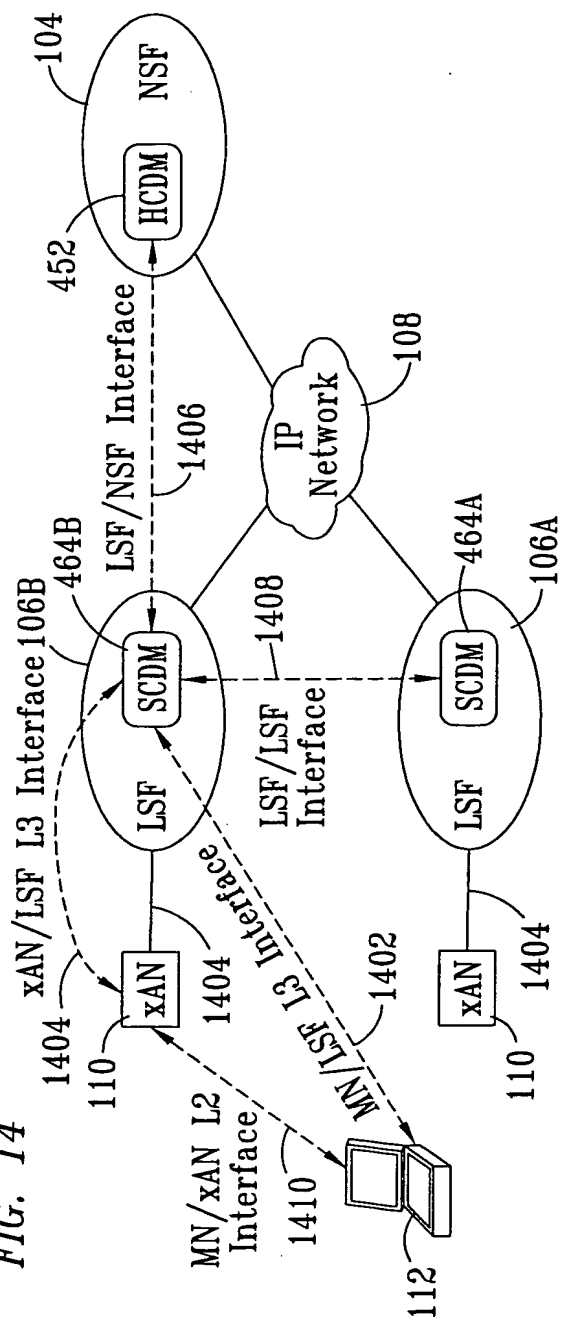 FIG. 14
xAN/LSF L3 Interface
106B
464B
LSF/NSF Interface
1406
452
104
1404
110
xAN
1404
LSF
SCDM
HCDM
NSF
MN/xAN L2
Interface
1410
MN/LSF L3 Interface
1402
1408
LSF/LSF
Interface
IP
Network
108
112
110
xAN
1404
LSF
SCDM
464A
106A